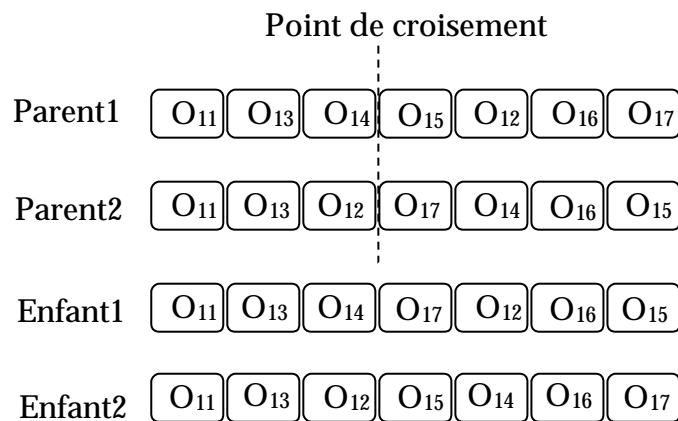 Point de croisement
Parent1 O11 O13 O14 O15 O12 O16 O17
Parent2 O11 O13 O12 O17 O14 O16 O15
Enfant1 O11 O13 O14 O17 O12 O16 O15
Enfant2 O11 O13 O12 O15 O14 O16 O17